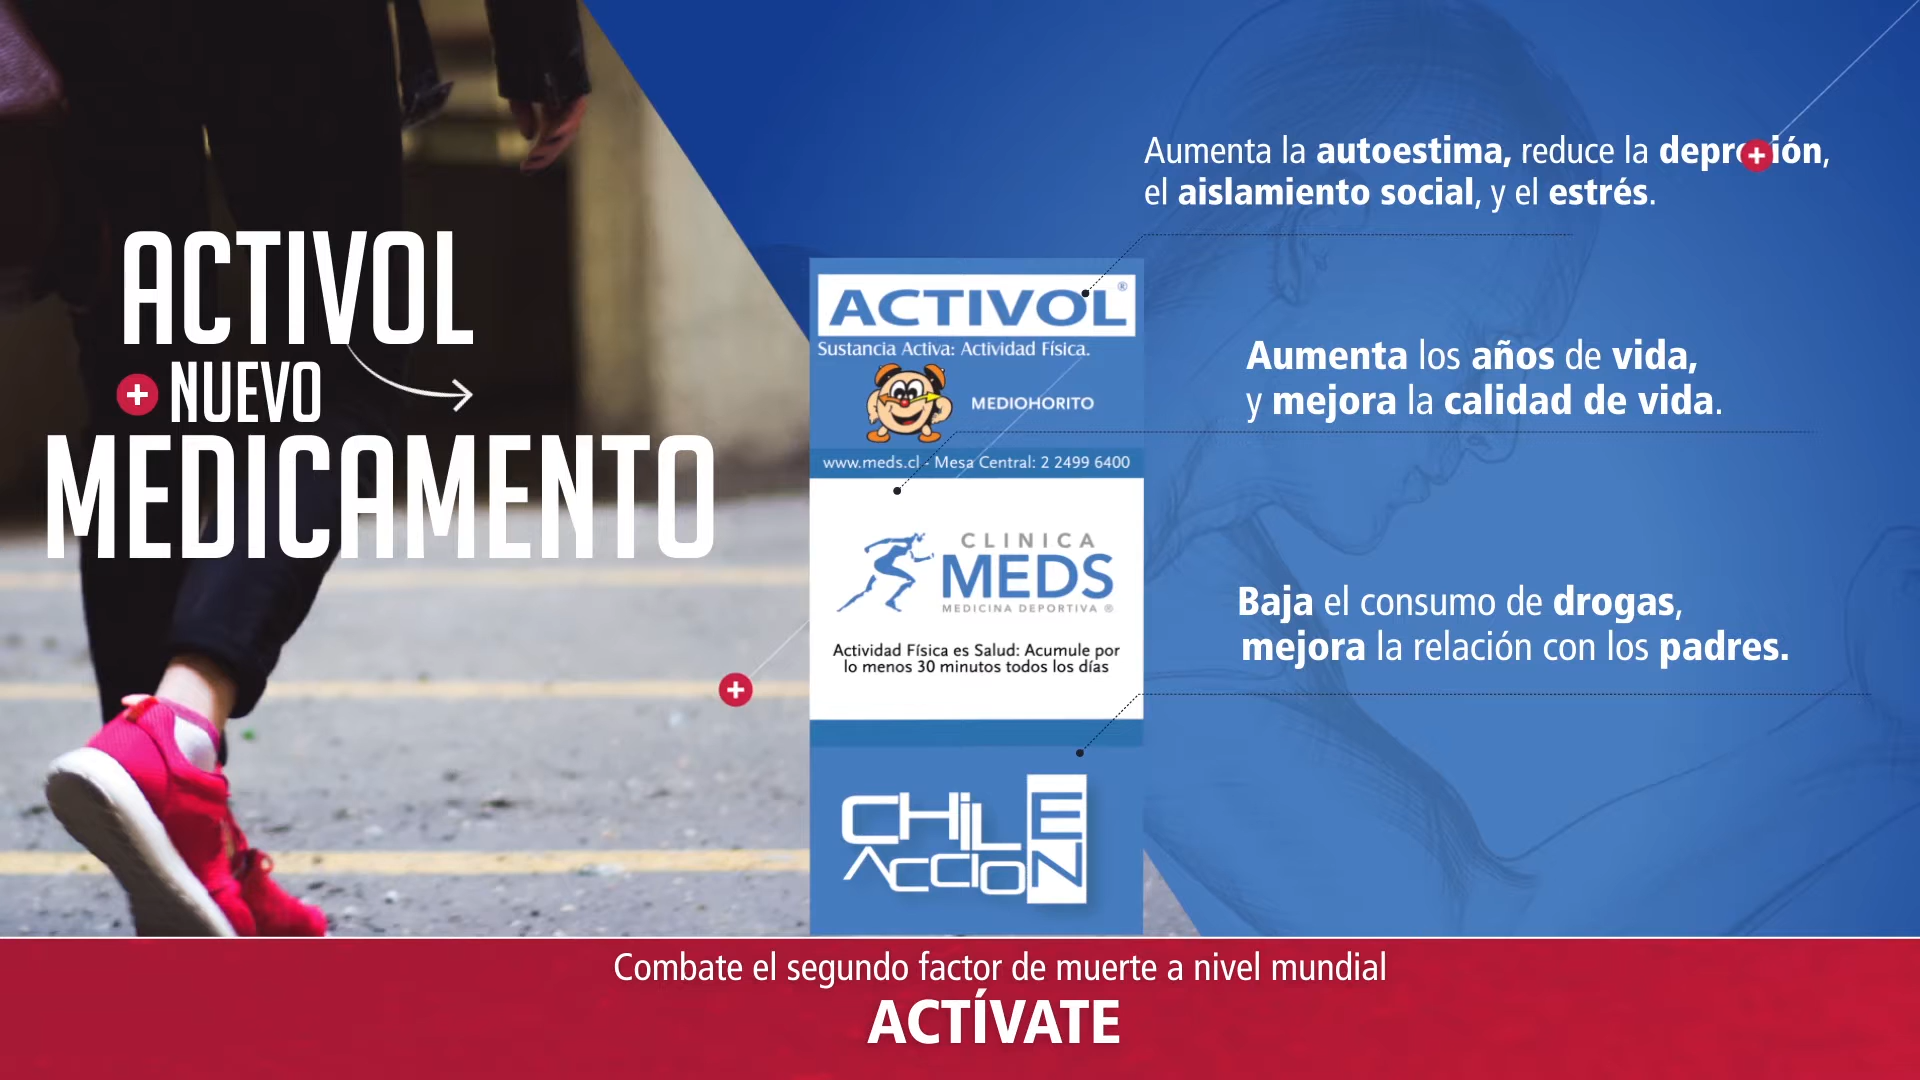 ACTIVOL
NUEVO
MEDICAMENTO
Aumenta la autoestima, reduce la
el aislamiento social, y el estrés.
ACTIVOL®
Sustancia Activa: Actividad Física.
MEDIOHORITO
www.meds.cl - Mesa Central: 2 2499 6400
Aumenta los años de vida,
y mejora la calidad de vida.
CLINICA
MEDS
MEDICINA DEPORTIVA ®
Actividad Física es Salud: Acumule por
lo menos 30 minutos todos los días
Baja el consumo de drogas,
mejora la relación con los padres.
CHILE
ACCION
Combate el segundo factor de muerte a nivel mundial
ACTÍVATE